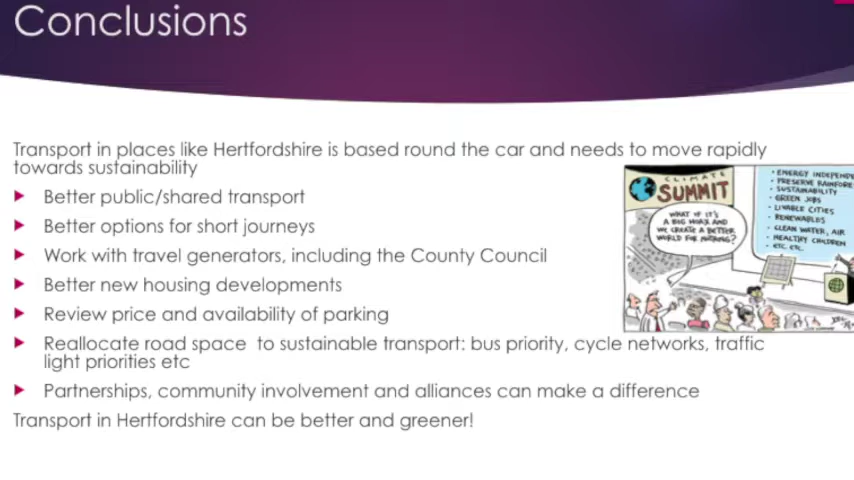 Conclusions
Transport in places like Hertfordshire is based round the car and needs to move rapidly
towards sustainability
Better public/shared transport
Better options for short journeys
Work with travel generators, including the County Council
Better new housing developments
Review price and availability of parking
Reallocate road space to sustainable transport: bus priority, cycle networks, traffic
light priorities etc
Partnerships, community involvement and alliances can make a difference
Transport in Hertfordshire can be better and greener!
CLIMATE
SUMMIT
WHAT IF IT'S
A BIG HOAX AND
WE CREATE A BETTER
WORLD FOR NOTHING?
• ENERGY INDEPENDE
• PRESERVE RAINFORE
• SUSTAINABILITY
• GREEN JOBS
• LIVABLE CITIES
• RENEWABLES
• CLEAN WATER, AIR
• HEALTHY CHILDREN
• ETC. ETC.